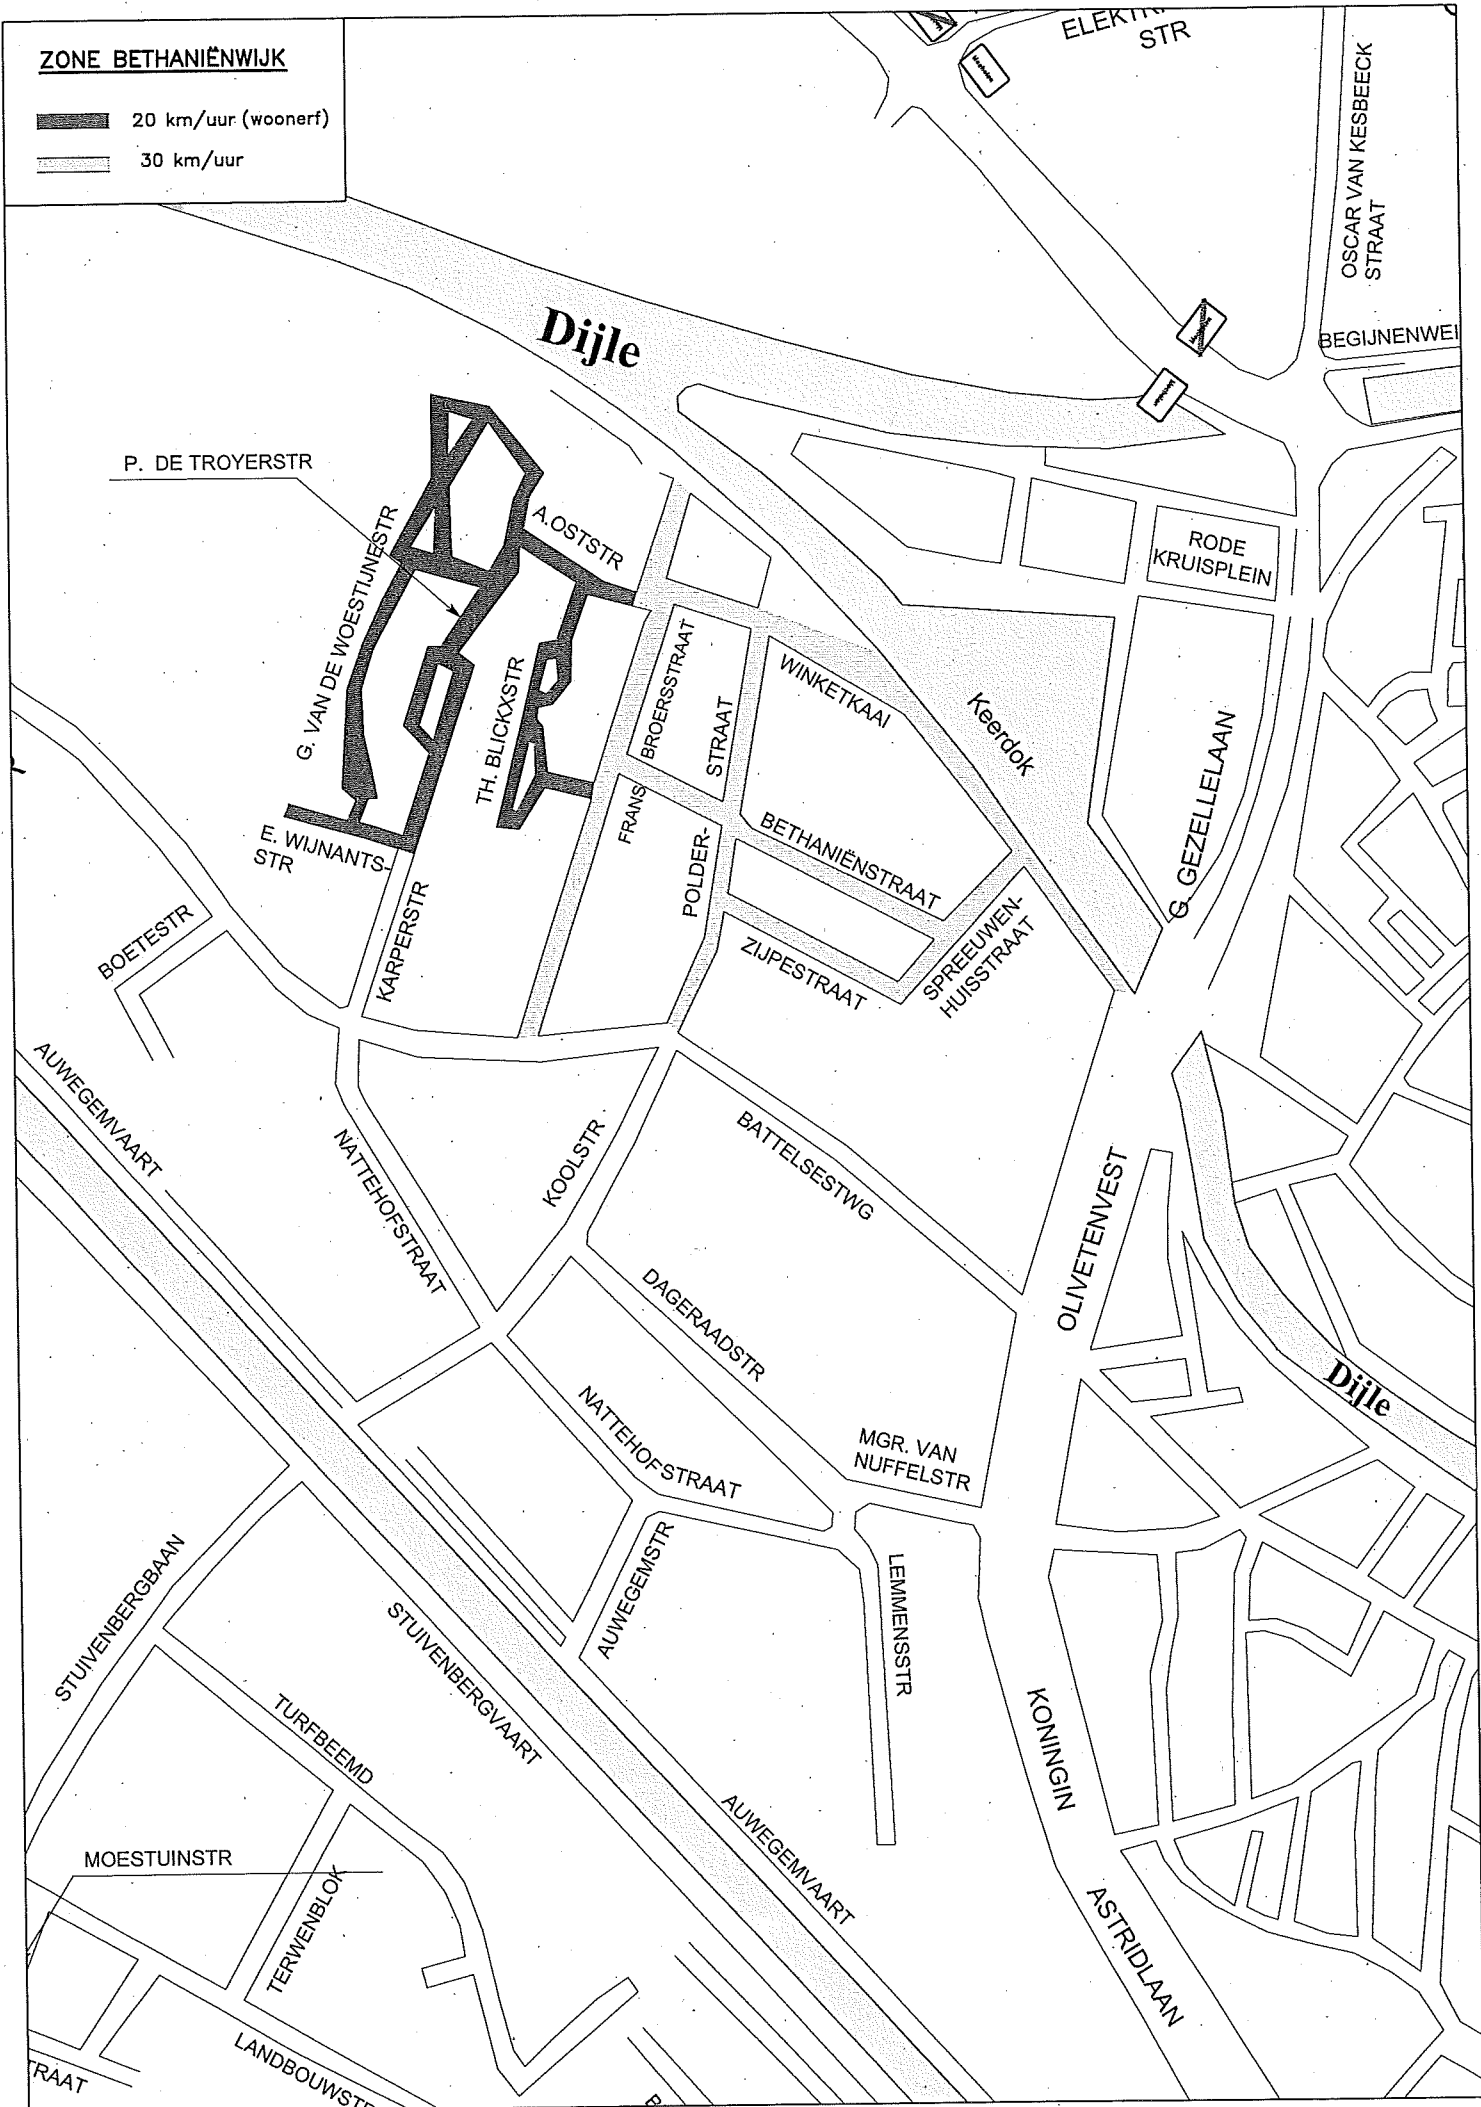 ZONE BETHANIËNWIJK
20 km/uur (woonerf)
30 km/uur
STR
OSCAR VAN KESBEECK
STRAAT
BEGIJNENWEI
Dijle
P. DE TROYERSTR
A.OSTSTR
G. VAN DE WOESTIJNESTR
TH. BLICKXSTR
RODE
KRUISPLEIN
BROERSSTRAAT
STRAAT
WINKETKAAI
Keerdok
G. GEZELLELAAN
FRANS
POLDER-
BETHANIËNSTRAAT
E. WIJNANTS-
STR
KARPERSTR
BOETESTR
ZIJPESTRAAT
SPREEUWEN-
HUISSTRAAT
AUWEGEMVAART
NATTEHOFSTRAAT
KOOLSTR
BATTELSESTWG
OLIVETENVEST
DAGERAADSTR
Dijle
NATTEHOFSTRAAT
MGR. VAN
NUFFELSTR
AUWEGEMSTR
LEMMENSSTR
STUIVENBERGBAAN
STUIVENBERGVAART
TURFBEEMD
KONINGIN
ASTRIDLAAN
AUWEGEMVAART
MOESTUINSTR
TERWENBLOK
LANDBOUWSTR
TRAAT